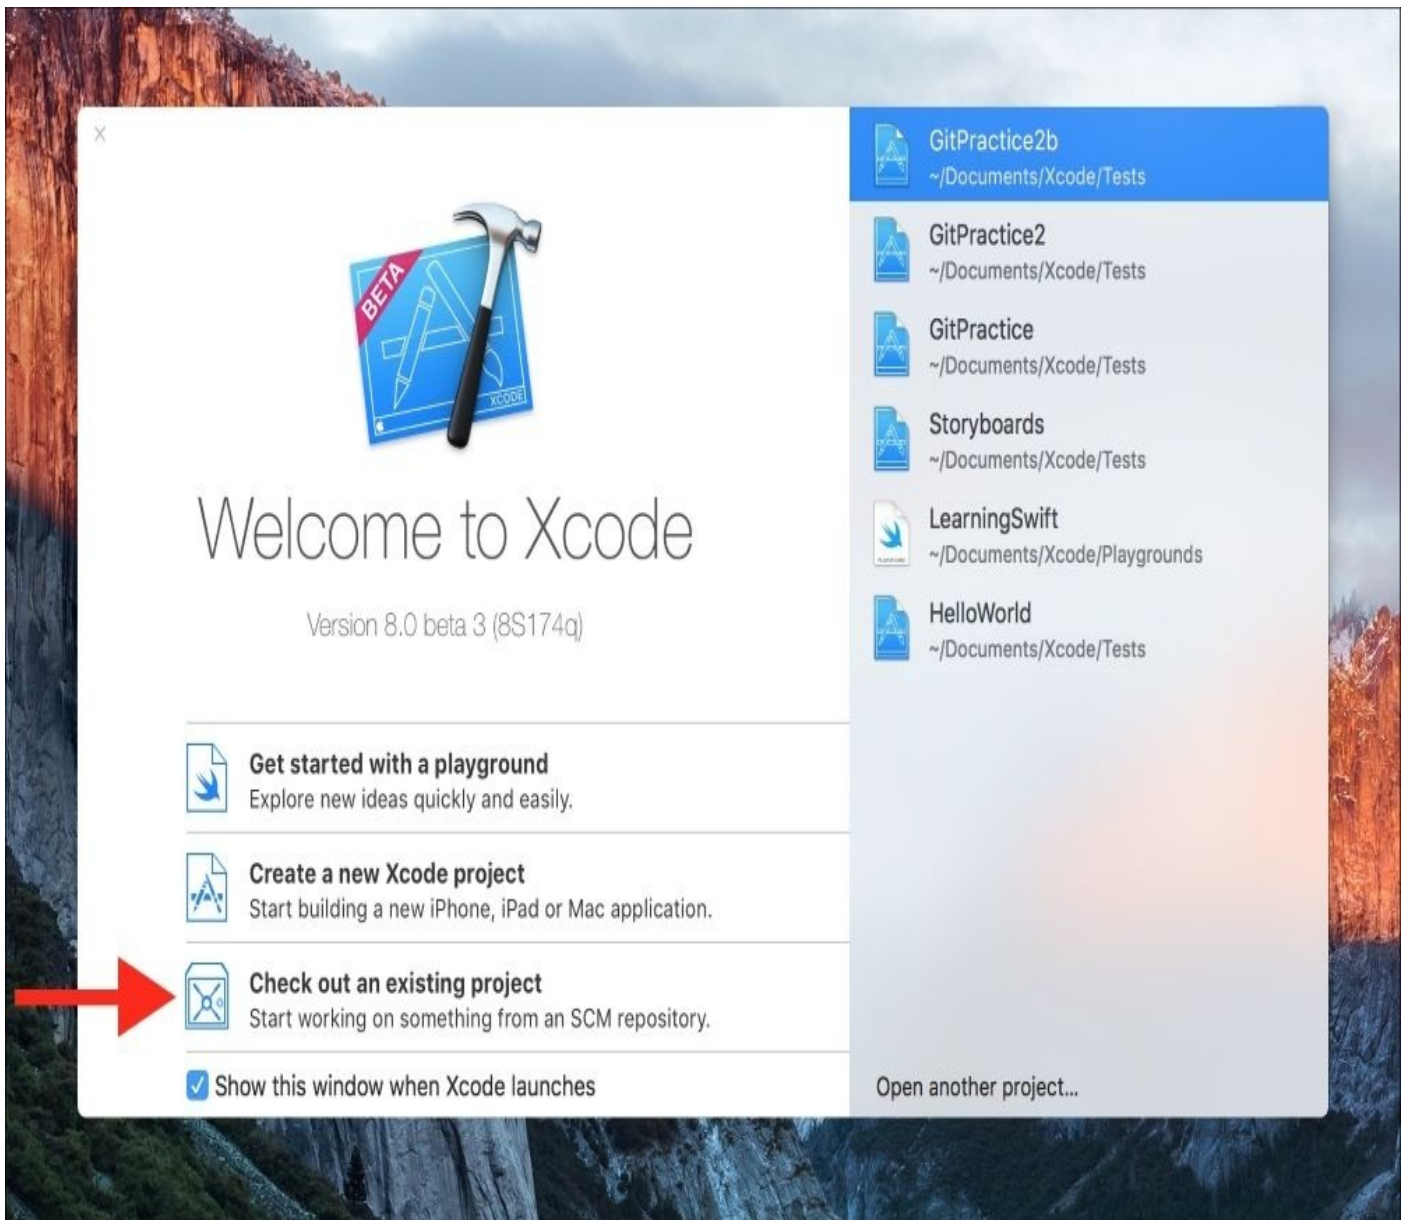 X
BETA
XCODE
Welcome to Xcode
Version 8.0 beta 3 (8S174q)
Get started with a playground
Explore new ideas quickly and easily.
Create a new Xcode project
Start building a new iPhone, iPad or Mac application.
Check out an existing project
Start working on something from an SCM repository.
Show this window when Xcode launches
GitPractice2b
~/Documents/Xcode/Tests
GitPractice2
~/Documents/Xcode/Tests
GitPractice
~/Documents/Xcode/Tests
Storyboards
~/Documents/Xcode/Tests
LearningSwift
~/Documents/Xcode/Playgrounds
HelloWorld
~/Documents/Xcode/Tests
Open another project...